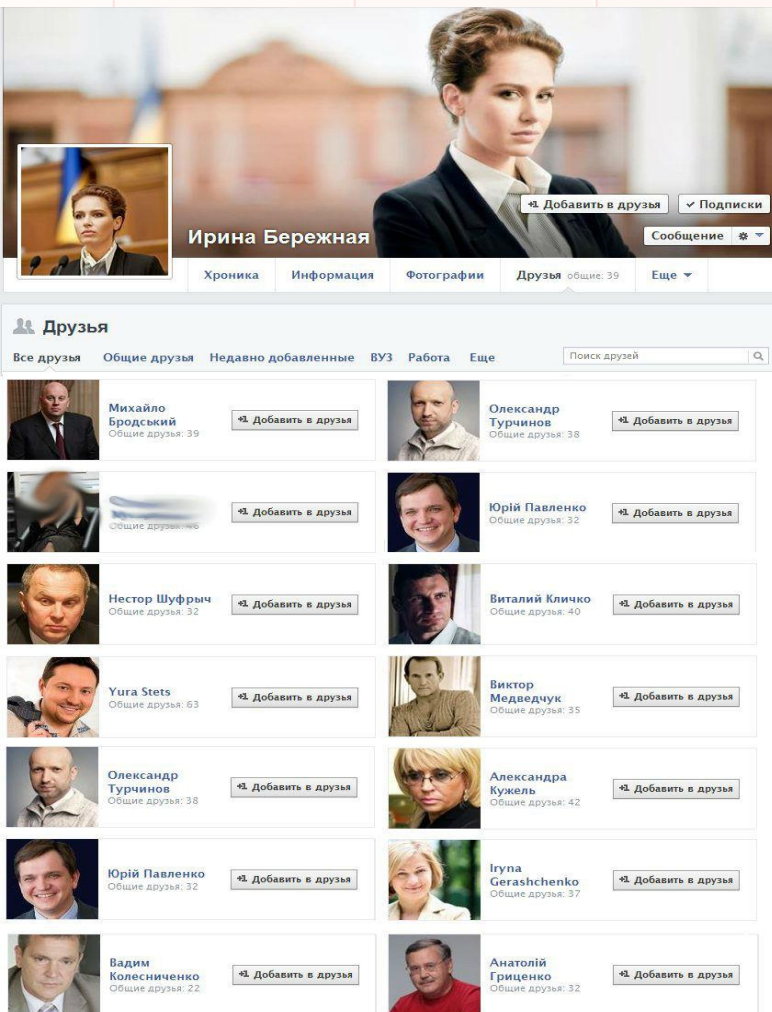 +1 Добавить в друзья
✓ Подписки
Ирина Бережная
Сообщение
Хроника Информация Фотографии Друзья общие: 39 Еще
Друзья
Все друзья Общие друзья Недавно добавленные ВУЗ Работа Еще
Поиск друзей
Михайло
Бродський
Общие друзья: 39
+1 Добавить в друзья
Олександр
Турчинов
Общие друзья: 38
+1 Добавить в друзья
Общие друзья: 46
+1 Добавить в друзья
Юрій Павленко
Общие друзья: 32
+1 Добавить в друзья
Нестор Шуфрыч
Общие друзья: 32
+1 Добавить в друзья
Виталий Кличко
Общие друзья: 40
+1 Добавить в друзья
Yura Stets
Общие друзья: 63
+1 Добавить в друзья
Виктор
Медведчук
Общие друзья: 35
+1 Добавить в друзья
Олександр
Турчинов
Общие друзья: 38
+1 Добавить в друзья
Александра
Кужель
Общие друзья: 42
+1 Добавить в друзья
Юрій Павленко
Общие друзья: 32
+1 Добавить в друзья
Iryna
Gerashchenko
Общие друзья: 37
+1 Добавить в друзья
Вадим
Колесниченко
Общие друзья: 22
+1 Добавить в друзья
Анатолій
Гриценко
Общие друзья: 32
+1 Добавить в друзья